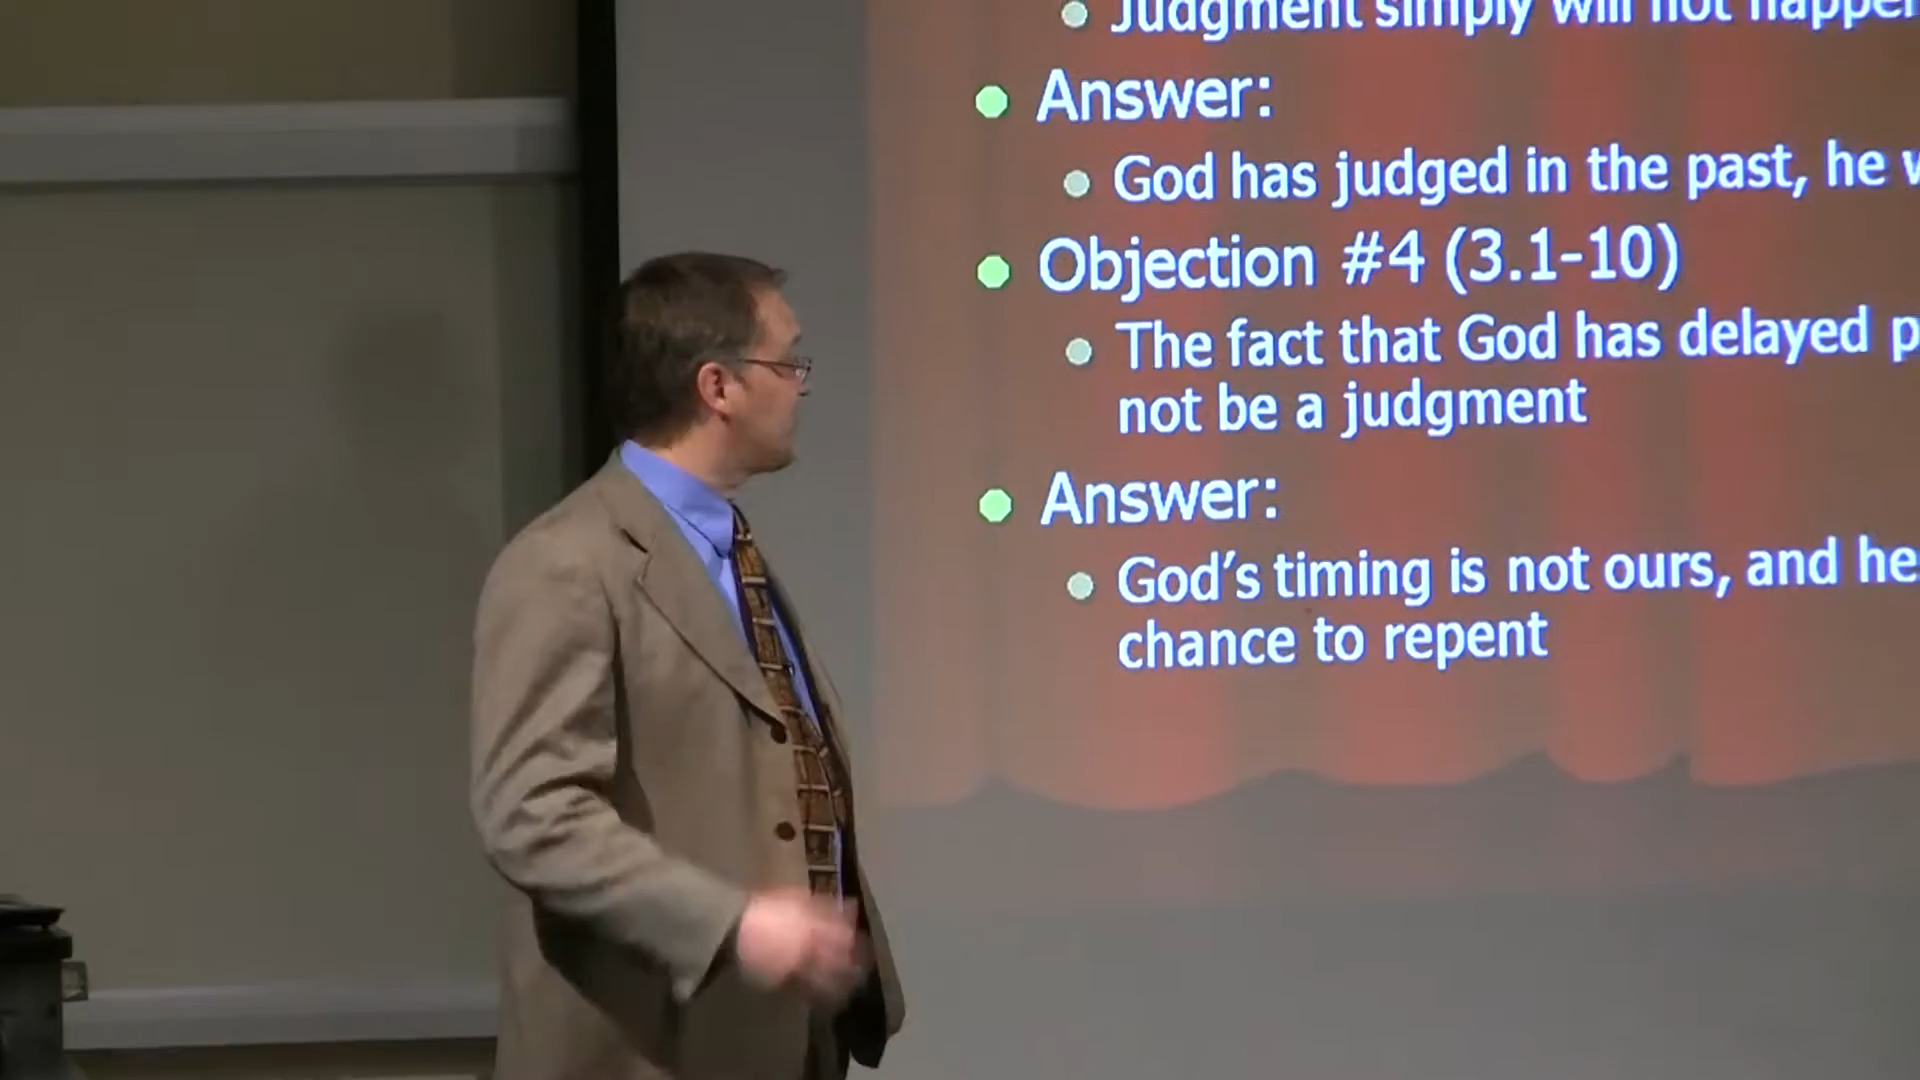 Judgment simply will not happen
Answer:
God has judged in the past, he
Objection #4 (3.1-10)
The fact that God has delayed
not be a judgment
Answer:
God's timing is not ours, and he
chance to repent